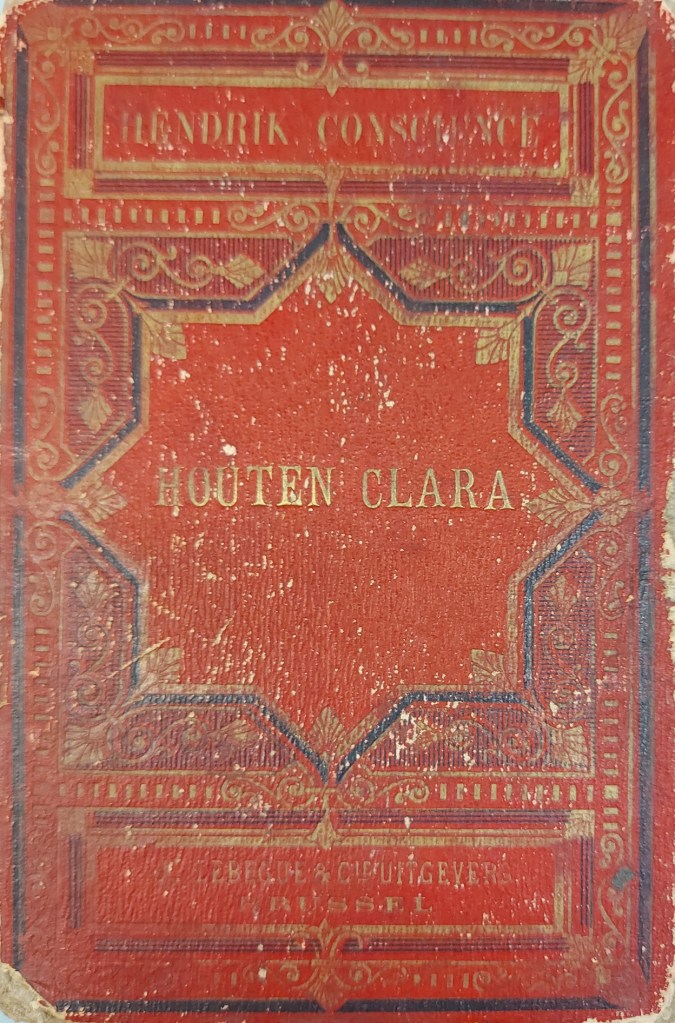 HENDRIK CONSCIENCE
HOUTEN CLARA
LEBEGUE & CIE UITGEVERS
BRUSSEL